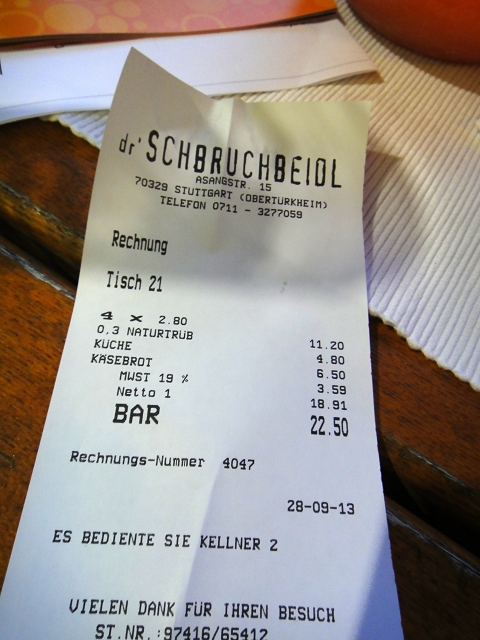 dr' SCHBRUCHBEIDL
ASANGSTR. 15
70329 STUTTGART (OBERTÜRKHEIM)
TELEFON 0711 - 3277059
Rechnung
Tisch 21
4 x 2.80
0,3 NATURTRÜB 11.20
KÜCHE 4.80
KÄSEBROT 6.50
MWST 19 % 3.59
Netto 1 18.91
BAR 22.50
Rechnungs-Nummer 4047
28-09-13
ES BEDIENTE SIE KELLNER 2
VIELEN DANK FÜR IHREN BESUCH
ST.NR.:97416/65412